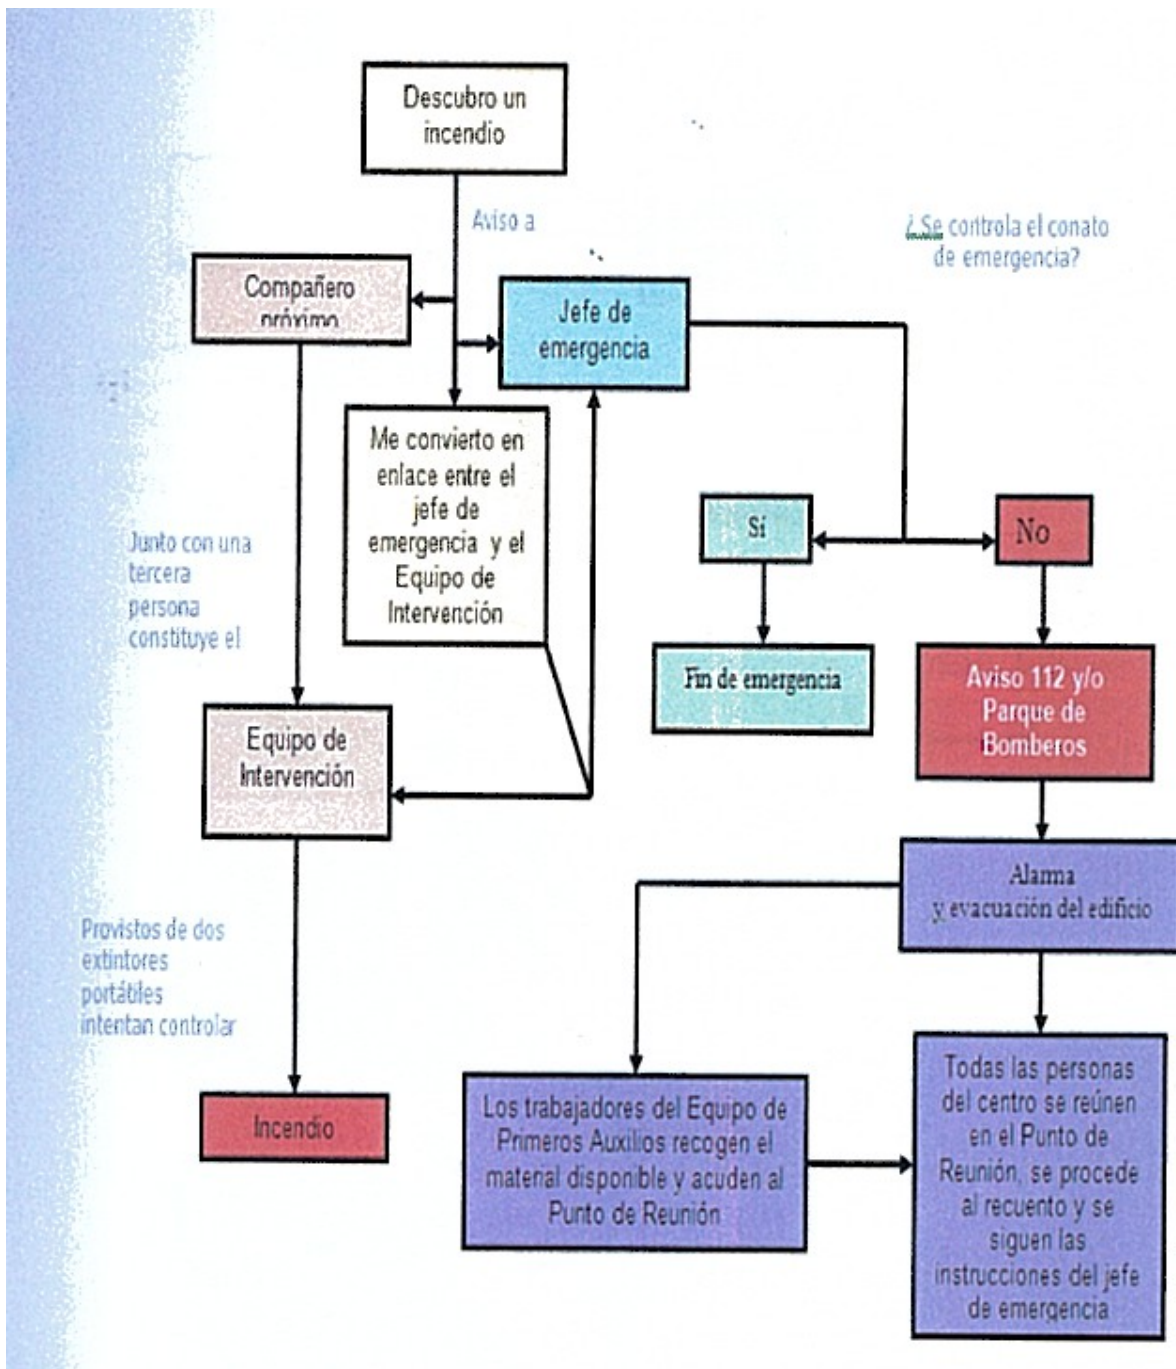 Descubro un
incendio
Aviso a
¿ Se controla el conato
de emergencia?
Compañero
próximo
Jefe de
emergencia
Me convierto en
enlace entre el
jefe de
emergencia y el
Equipo de
Intervención
Sí
No
Junto con una
tercera
persona
constituye el
Fin de emergencia
Aviso 112 y/o
Parque de
Bomberos
Equipo de
Intervención
Alarma
y evacuación del edificio
Provistos de dos
extintores
portátiles
intentan controlar
Incendio
Los trabajadores del Equipo de
Primeros Auxilios recogen el
material disponible y acuden al
Punto de Reunión
Todas las personas
del centro se reúnen
en el Punto de
Reunión, se procede
al recuento y se
siguen las
instrucciones del jefe
de emergencia